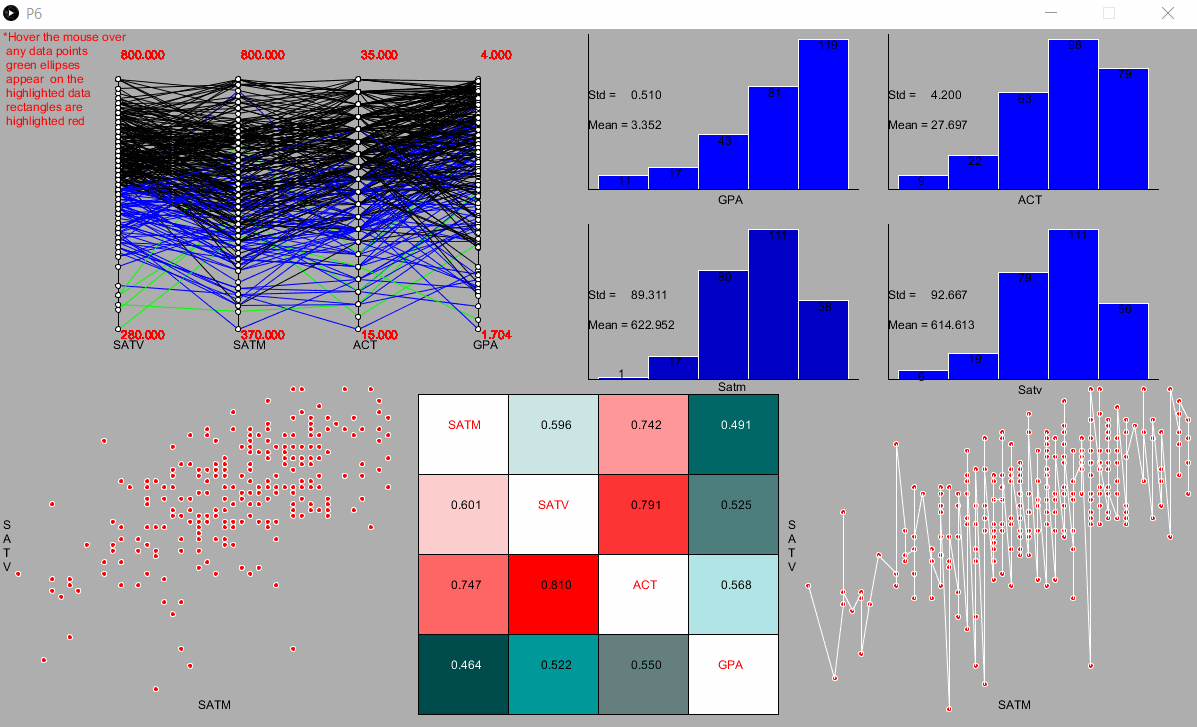 P6
*Hover the mouse over
any data points
green ellipses
appear on the
highlighted data
rectangles are
highlighted red
800.000
800.000
35.000
4.000
280.000
370.000
15.000
1.704
SATV
SATM
ACT
GPA
Std = 0.510
Mean = 3.352
11
17
43
81
119
GPA
Std = 4.200
Mean = 27.697
9
22
63
98
79
ACT
Std = 89.311
Mean = 622.952
1
17
80
111
58
Satm
Std = 92.667
Mean = 614.613
6
19
79
111
56
Satv
S
A
T
V
SATM
SATM 0.596 0.742 0.491
0.601 SATV 0.791 0.525
0.747 0.810 ACT 0.568
0.464 0.522 0.550 GPA
S
A
T
V
SATM